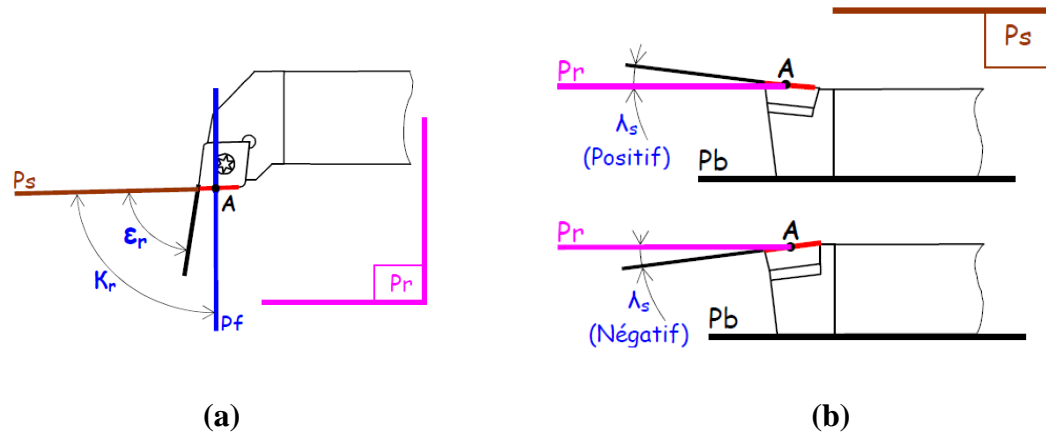 Ps
A
εr
Kr
Pr
Pf
(a)
Ps
Pr
A
λs
(Positif)
Pb
Pr
A
λs
(Négatif)
Pb
(b)